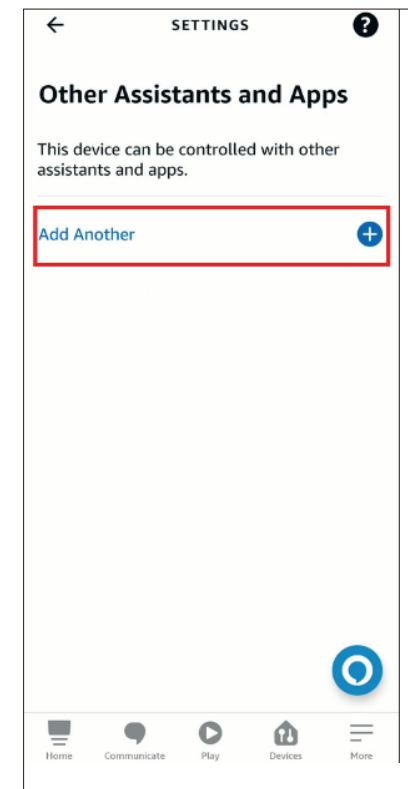 SETTINGS
Other Assistants and Apps
This device can be controlled with other
assistants and apps.
Add Another
Home Communicate Play Devices More